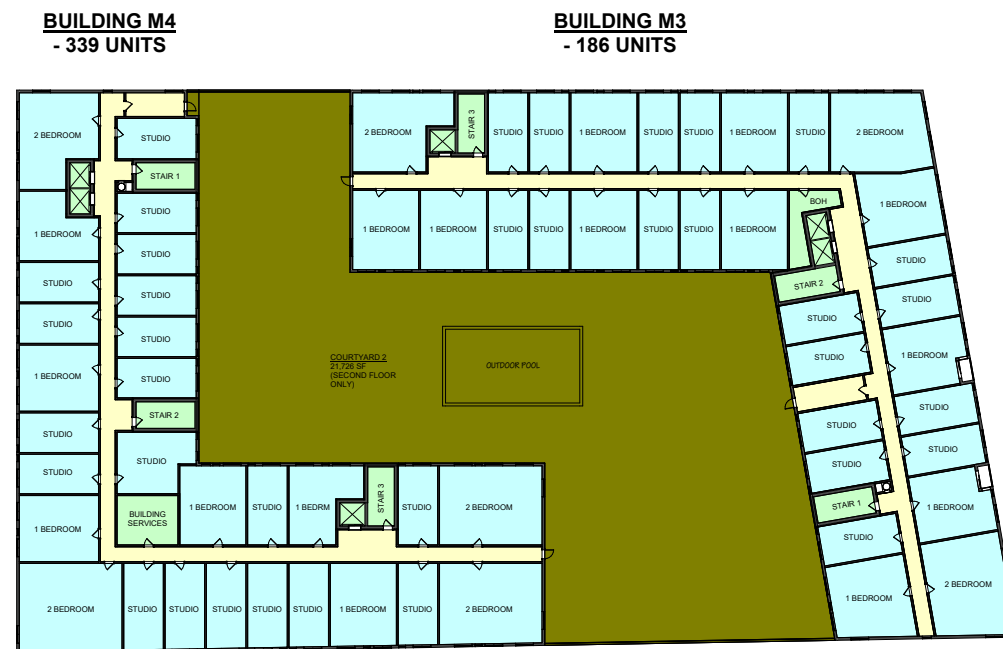 BUILDING M4
- 339 UNITS
BUILDING M3
- 186 UNITS
2 BEDROOM
STUDIO
STAIR 1
STUDIO
1 BEDROOM
STUDIO
STUDIO
STUDIO
STUDIO
STUDIO
1 BEDROOM
STUDIO
STAIR 2
STUDIO
STUDIO
STUDIO
1 BEDROOM
BUILDING
SERVICES
1 BEDROOM
STUDIO
1 BEDRM
STAIR 3
STUDIO
2 BEDROOM
2 BEDROOM
STUDIO
STUDIO
STUDIO
STUDIO
STUDIO
1 BEDROOM
STUDIO
2 BEDROOM
COURTYARD 2
21,726 SF
(SECOND FLOOR
ONLY)
OUTDOOR POOL
2 BEDROOM
STAIR 3
STUDIO
STUDIO
1 BEDROOM
STUDIO
STUDIO
1 BEDROOM
STUDIO
2 BEDROOM
1 BEDROOM
1 BEDROOM
STUDIO
STUDIO
1 BEDROOM
STUDIO
STUDIO
1 BEDROOM
BOH
1 BEDROOM
STUDIO
STAIR 2
STUDIO
STUDIO
STUDIO
1 BEDROOM
STUDIO
STUDIO
STUDIO
STUDIO
STAIR 1
1 BEDROOM
STUDIO
1 BEDROOM
2 BEDROOM